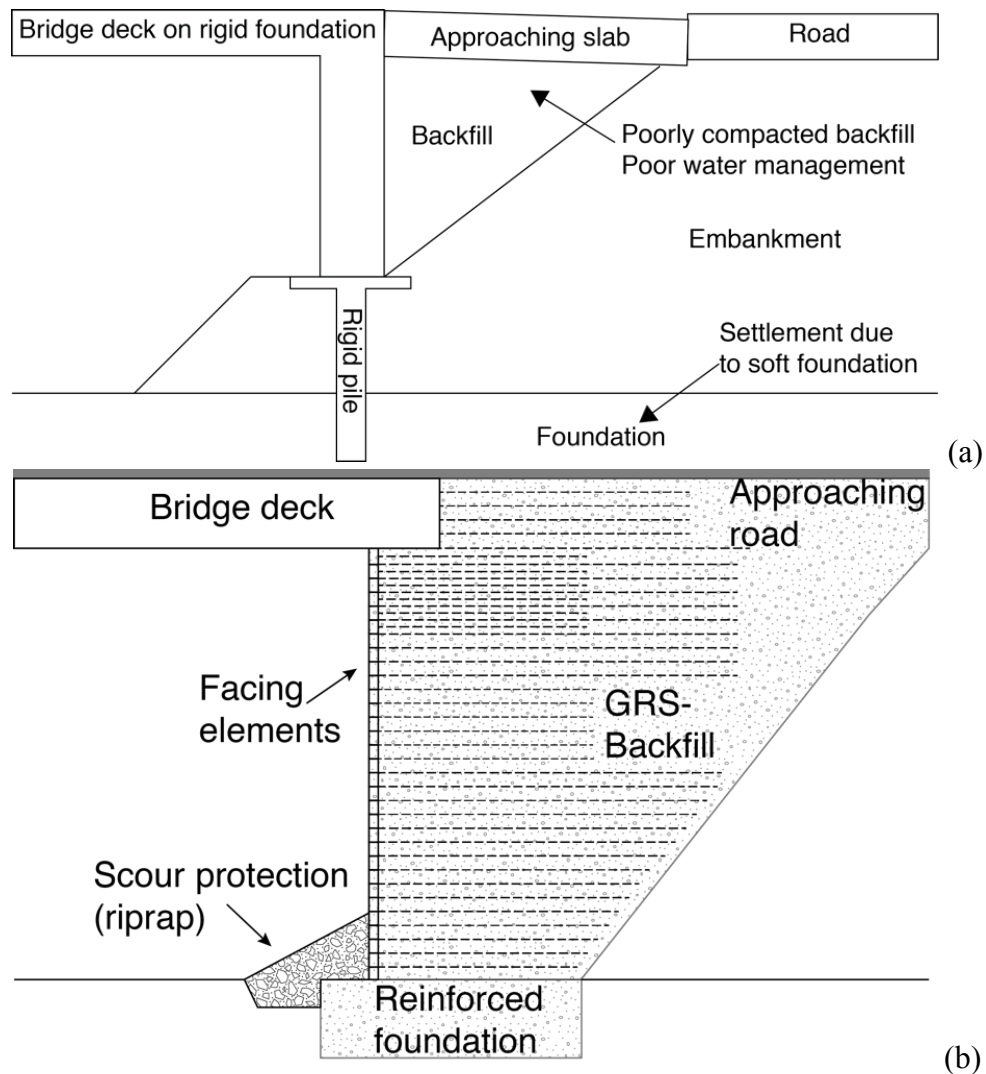 Bridge deck on rigid foundation
Approaching slab
Road
Backfill
Poorly compacted backfill
Poor water management
Embankment
Rigid pile
Settlement due
to soft foundation
Foundation
(a)
Bridge deck
Approaching
road
Facing
elements
GRS-
Backfill
Scour protection
(riprap)
Reinforced
foundation
(b)